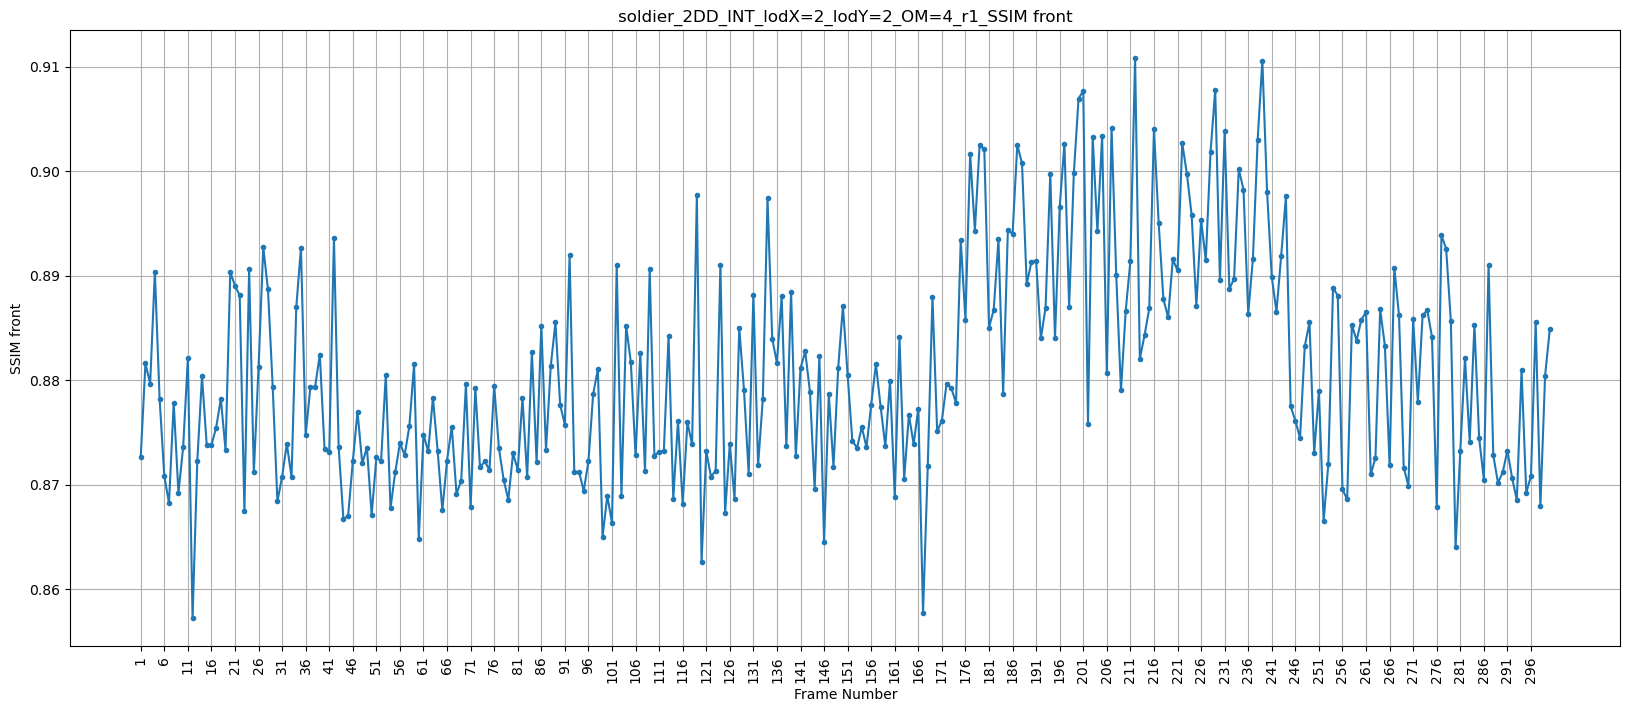 soldier_2DD_INT_lodX=2_lodY=2_OM=4_r1_SSIM front
0.91
0.90
0.89
0.88
0.87
0.86
SSIM front
1 6 11 16 21 26 31 36 41 46 51 56 61 66 71 76 81 86 91 96 101 106 111 116 121 126 131 136 141 146 151 156 161 166 171 176 181 186 191 196 201 206 211 216 221 226 231 236 241 246 251 256 261 266 271 276 281 286 291 296
Frame Number